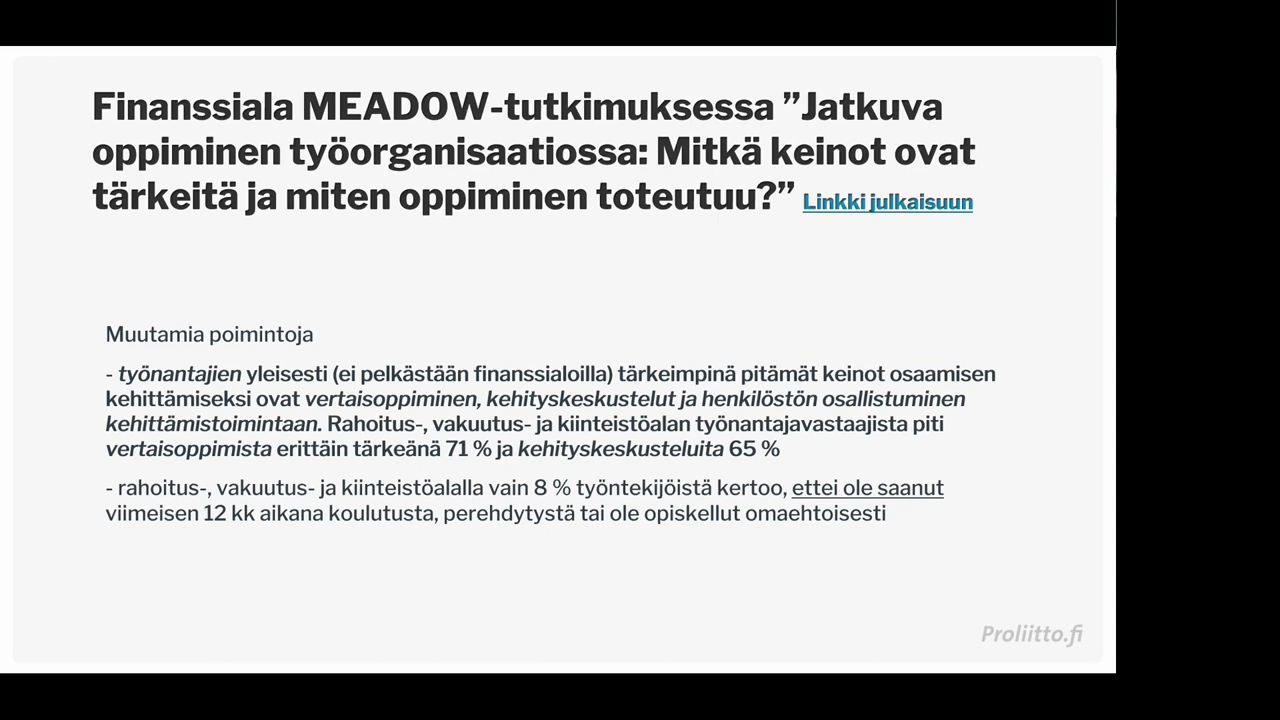 Finanssiala MEADOW-tutkimuksessa ”Jatkuva
oppiminen työorganisaatiossa: Mitkä keinot ovat
tärkeitä ja miten oppiminen toteutuu?” Linkki julkaisuun
Muutamia poimintoja
- työnantajien yleisesti (ei pelkästään finanssialoilla) tärkeimpinä pitämät keinot osaamisen
kehittämiseksi ovat vertaisoppiminen, kehityskeskustelut ja henkilöstön osallistuminen
kehittämistoimintaan. Rahoitus-, vakuutus- ja kiinteistöalan työnantajavastaajista piti
vertaisoppimista erittäin tärkeänä 71 % ja kehityskeskusteluita 65 %
- rahoitus-, vakuutus- ja kiinteistöalalla vain 8 % työntekijöistä kertoo, ettei ole saanut
viimeisen 12 kk aikana koulutusta, perehdytystä tai ole opiskellut omaehtoisesti
Proliitto.fi